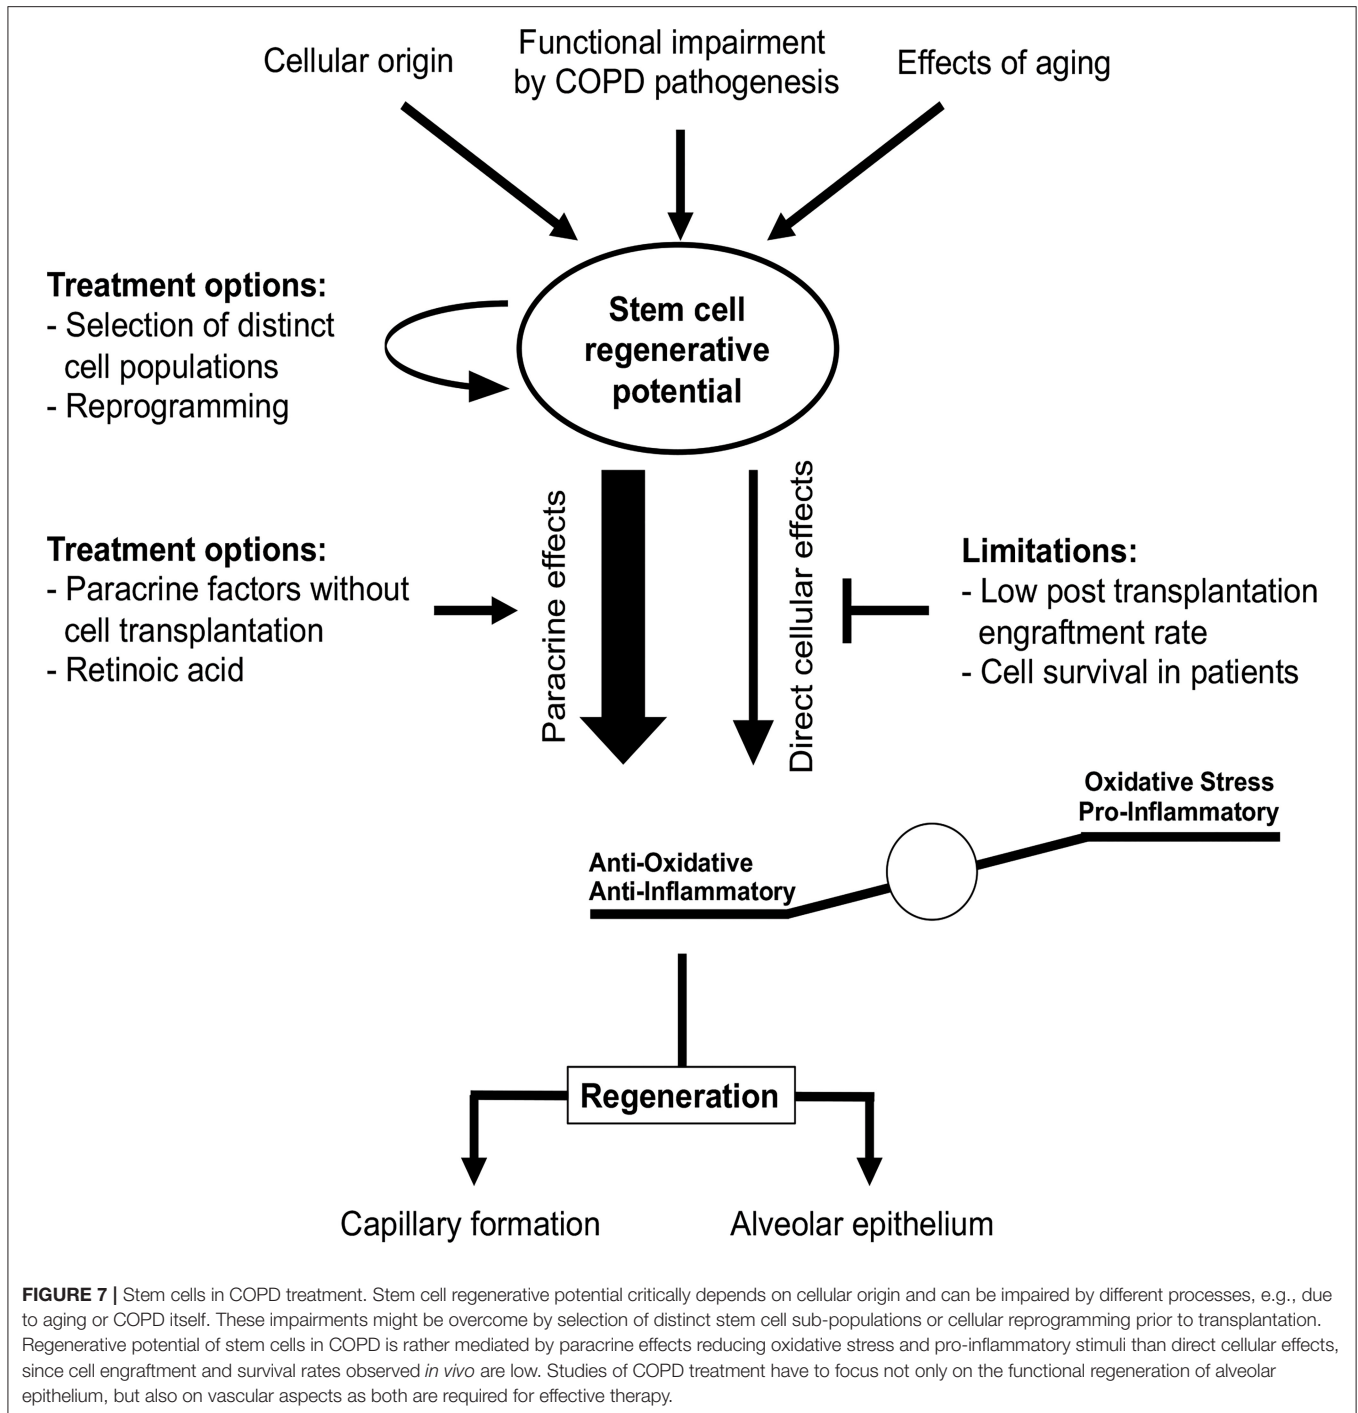 Cellular origin
Functional impairment
by COPD pathogenesis
Effects of aging
Treatment options:
- Selection of distinct
cell populations
- Reprogramming
Stem cell
regenerative
potential
Treatment options:
- Paracrine factors without
cell transplantation
- Retinoic acid
Paracrine effects
Direct cellular effects
Limitations:
- Low post transplantation
engraftment rate
- Cell survival in patients
Oxidative Stress
Pro-Inflammatory
Anti-Oxidative
Anti-Inflammatory
Regeneration
Capillary formation
Alveolar epithelium
FIGURE 7 | Stem cells in COPD treatment. Stem cell regenerative potential critically depends on cellular origin and can be impaired by different processes, e.g., due
to aging or COPD itself. These impairments might be overcome by selection of distinct stem cell sub-populations or cellular reprogramming prior to transplantation.
Regenerative potential of stem cells in COPD is rather mediated by paracrine effects reducing oxidative stress and pro-inflammatory stimuli than direct cellular effects,
since cell engraftment and survival rates observed in vivo are low. Studies of COPD treatment have to focus not only on the functional regeneration of alveolar
epithelium, but also on vascular aspects as both are required for effective therapy.